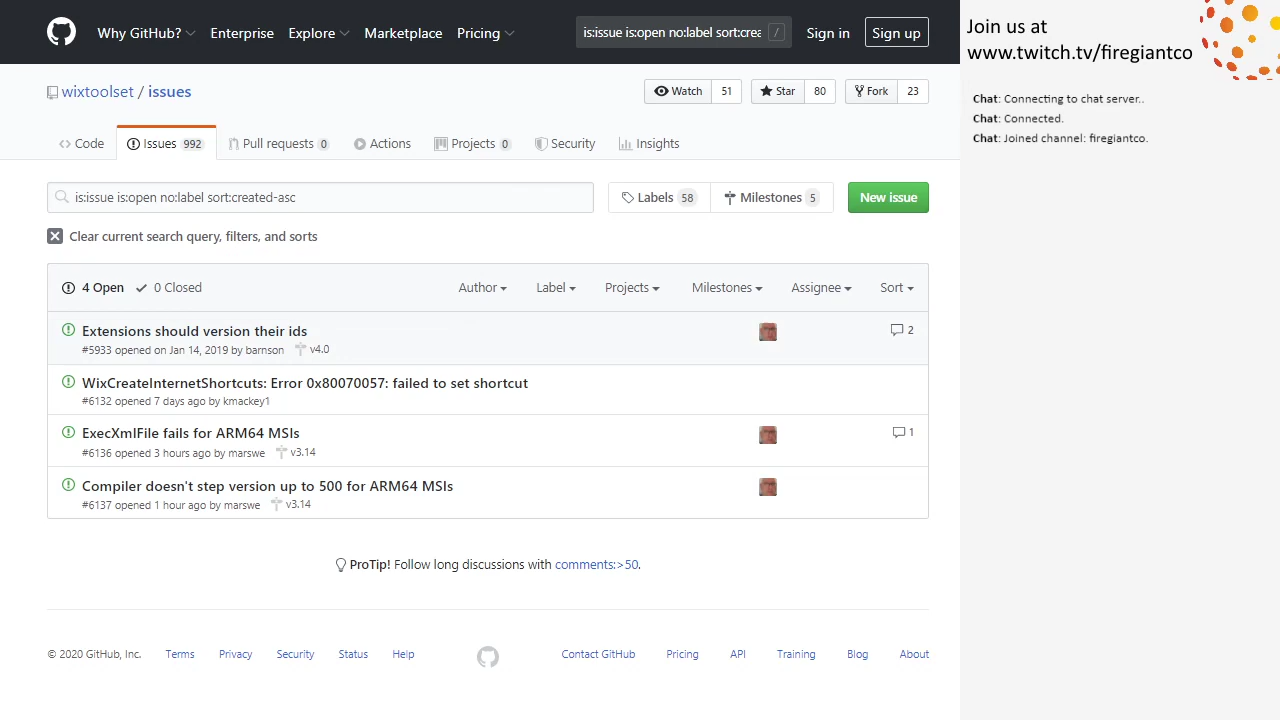 Why GitHub? Enterprise Explore Marketplace Pricing is:issue is:open no:label sort:crea / Sign in Sign up
wixtoolset / issues Watch 51 Star 80 Fork 23
Code Issues 992 Pull requests 0 Actions Projects 0 Security Insights
is:issue is:open no:label sort:created-asc Labels 58 Milestones 5 New issue
Clear current search query, filters, and sorts
4 Open 0 Closed Author Label Projects Milestones Assignee Sort
Extensions should version their ids 2
#5933 opened on Jan 14, 2019 by barnson v4.0
WixCreateInternetShortcuts: Error 0x80070057: failed to set shortcut
#6132 opened 7 days ago by kmackey1
ExecXmlFile fails for ARM64 MSIs 1
#6136 opened 3 hours ago by marswe v3.14
Compiler doesn't step version up to 500 for ARM64 MSIs
#6137 opened 1 hour ago by marswe v3.14
ProTip! Follow long discussions with comments:>50.
© 2020 GitHub, Inc. Terms Privacy Security Status Help Contact GitHub Pricing API Training Blog About
Join us at
www.twitch.tv/firegiantco
Chat: Connecting to chat server..
Chat: Connected.
Chat: Joined channel: firegiantco.